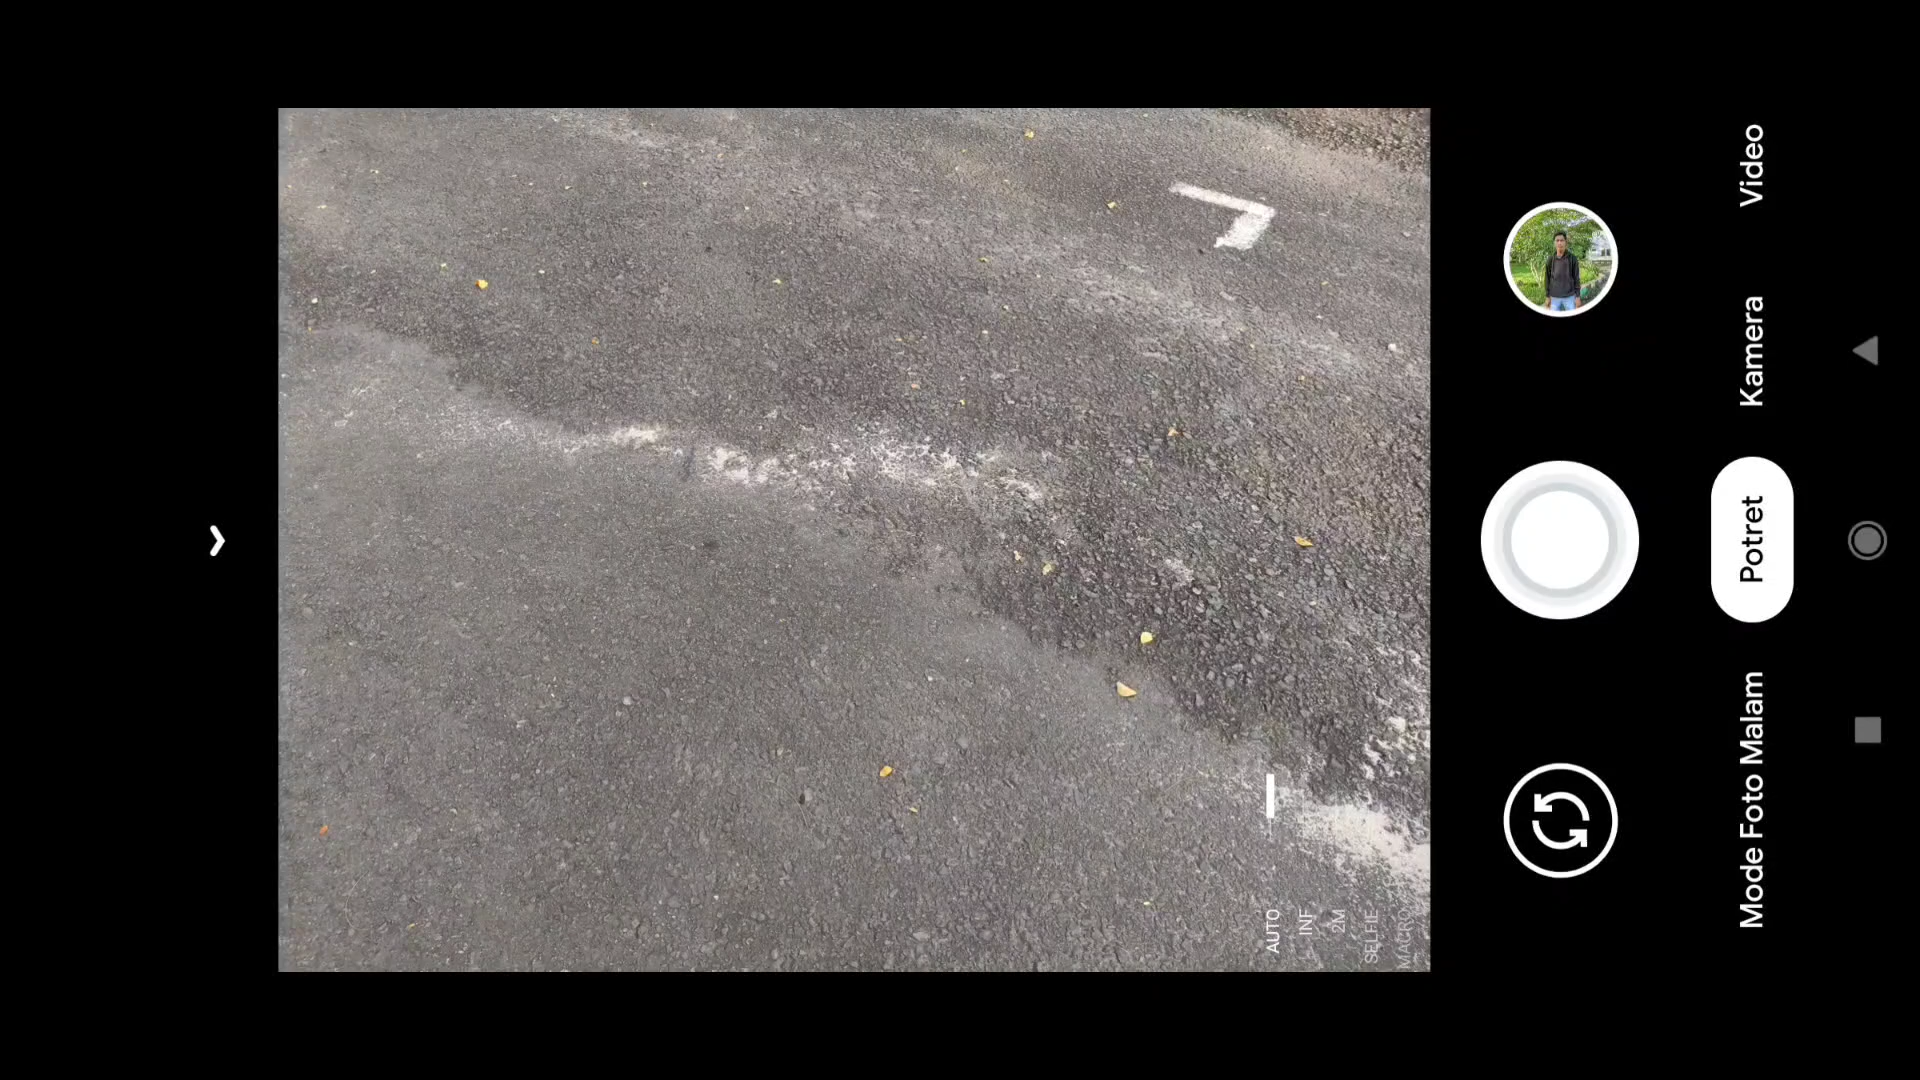 Video
Kamera
Potret
Mode Foto Malam
AUTO
INF
2M
SELFIE
MACRO